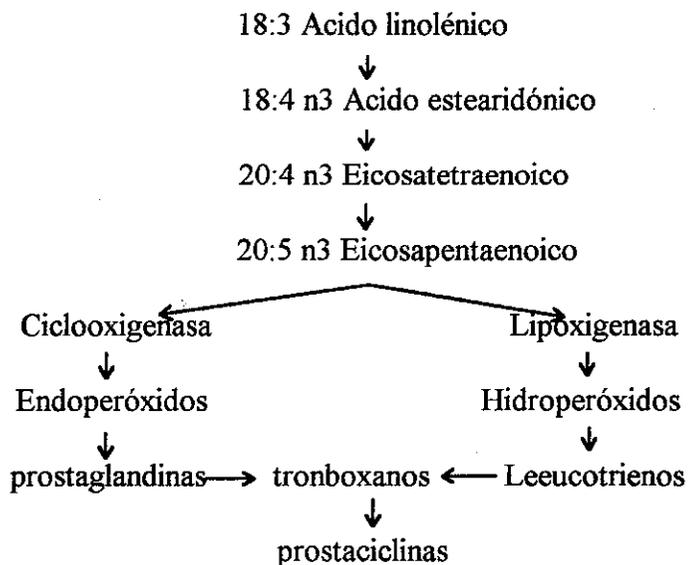 18:3 Acido linolénico
18:4 n3 Acido estearidónico
20:4 n3 Eicosatetraenoico
20:5 n3 Eicosapentaenoico
Ciclooxigenasa Lipoxigenasa
Endoperóxidos Hidroperóxidos
prostaglandinas tronboxanos Leeucotrienos
prostaciclinas